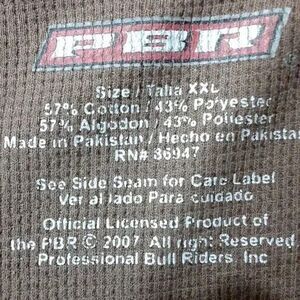 PBR
Size / Talla XXL
57% Cotton / 43% Polyester
57% Algodon / 43% Poliester
Made in Pakistan / Hecho en Pakistan
RN# 36947
See Side Seam for Care Label
Ver al lado Para cuidado
Official Licensed Product of
the PBR © 2007 All right Reserved
Professional Bull Riders, Inc